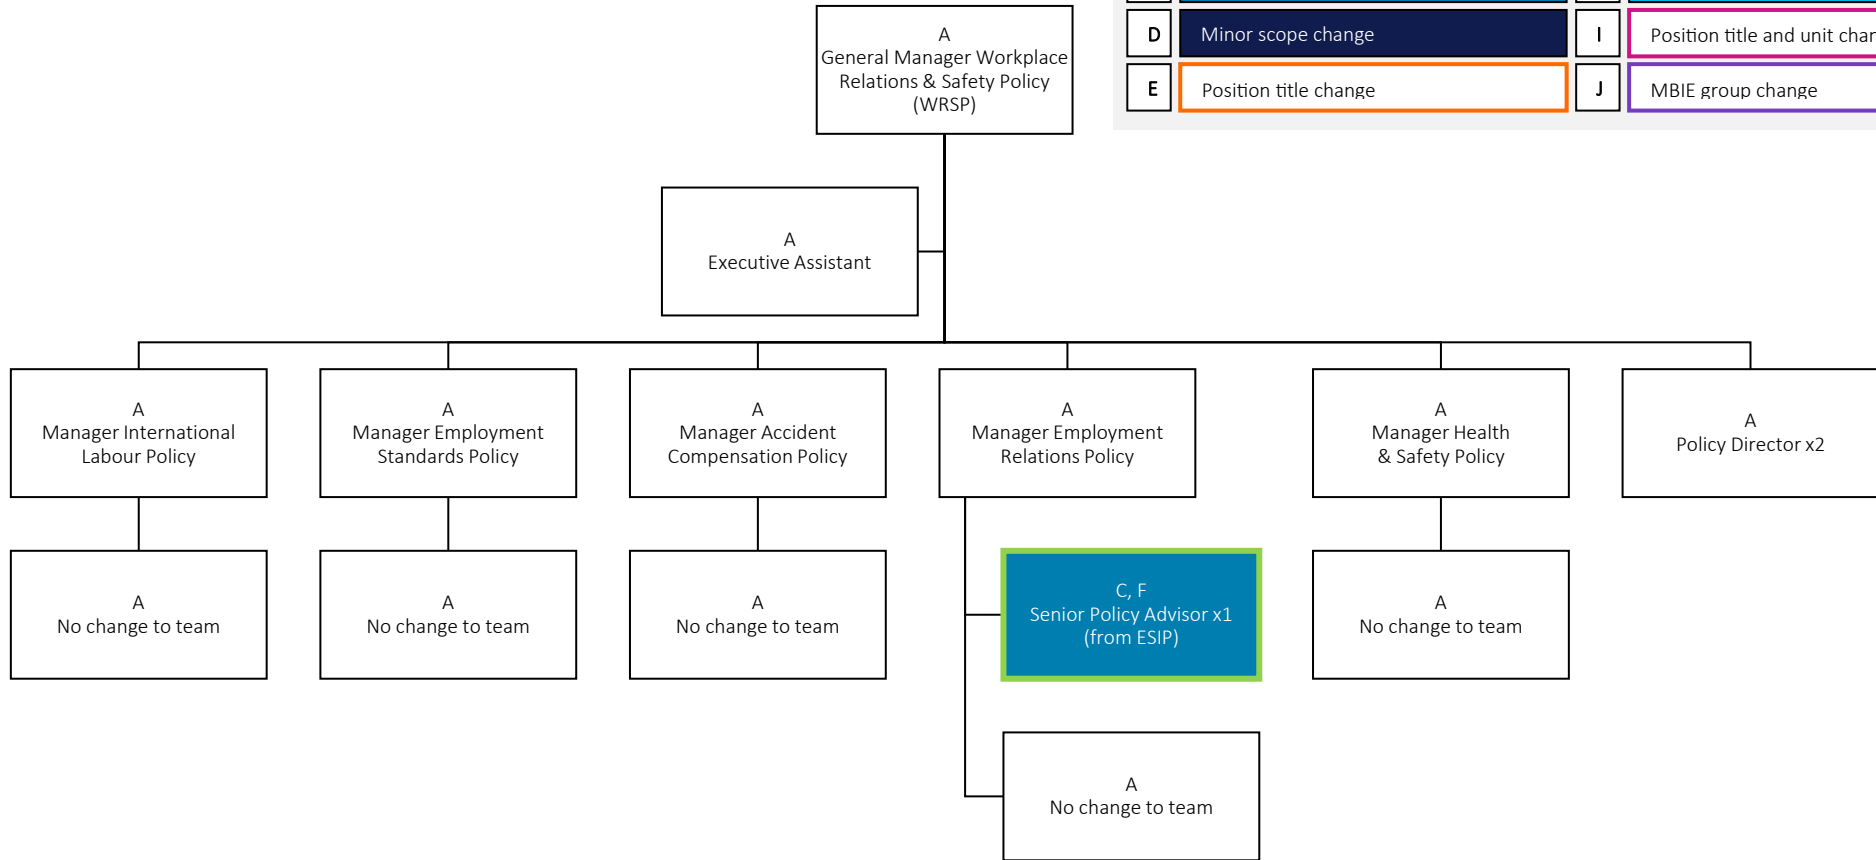 A
General Manager Workplace
Relations & Safety Policy
(WRSP)
D
Minor scope change
I
Position title and unit
E
Position title change
J
MBIE group change
A
Executive Assistant
A
Manager International
Labour Policy
A
Manager Employment
Standards Policy
A
Manager Accident
Compensation Policy
A
Manager Employment
Relations Policy
A
Manager Health
& Safety Policy
A
Policy Director x2
A
No change to team
A
No change to team
A
No change to team
C, F
Senior Policy Advisor x1
(from ESIP)
A
No change to team
A
No change to team